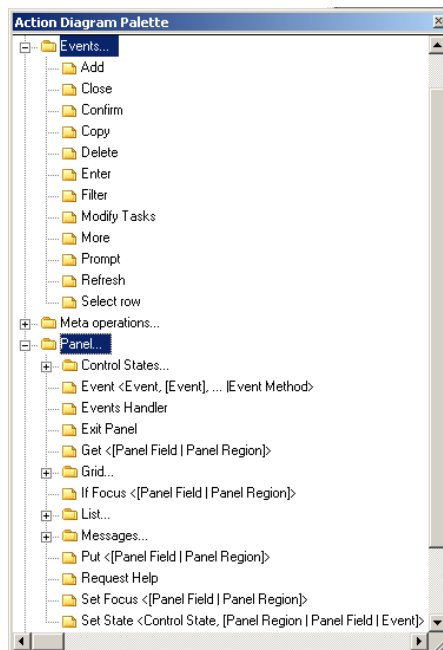 Action Diagram Palette
Events...
Add
Close
Confirm
Copy
Delete
Enter
Filter
Modify Tasks
More
Prompt
Refresh
Select row
Meta operations...
Panel...
Control States...
Event <Event, [Event], ... |Event Method>
Events Handler
Exit Panel
Get <[Panel Field | Panel Region]>
Grid...
If Focus <[Panel Field | Panel Region]>
List...
Messages...
Put <[Panel Field | Panel Region]>
Request Help
Set Focus <[Panel Field | Panel Region]>
Set State <Control State, [Panel Region | Panel Field | Event]>